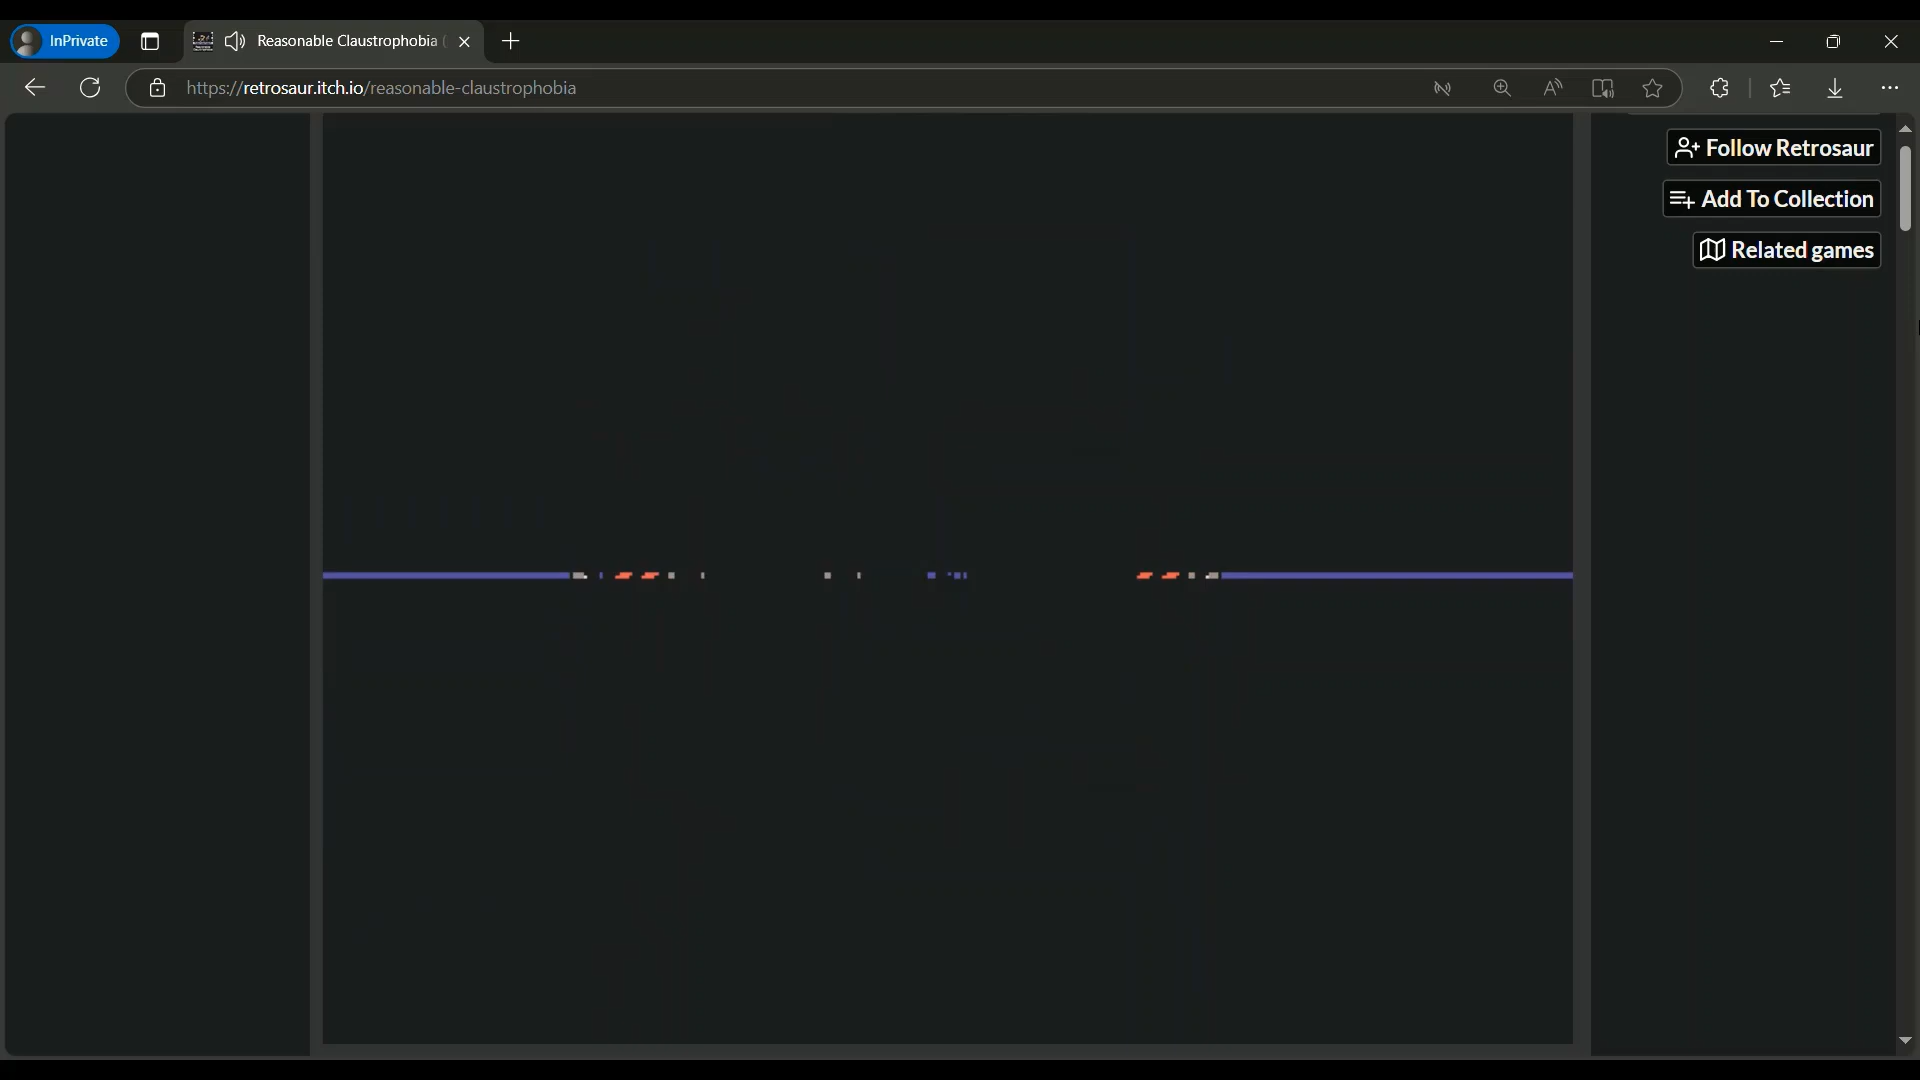 InPrivate
Reasonable Claustrophobia (
https://retrosaur.itch.io/reasonable-claustrophobia
Follow Retrosaur
Add To Collection
Related games